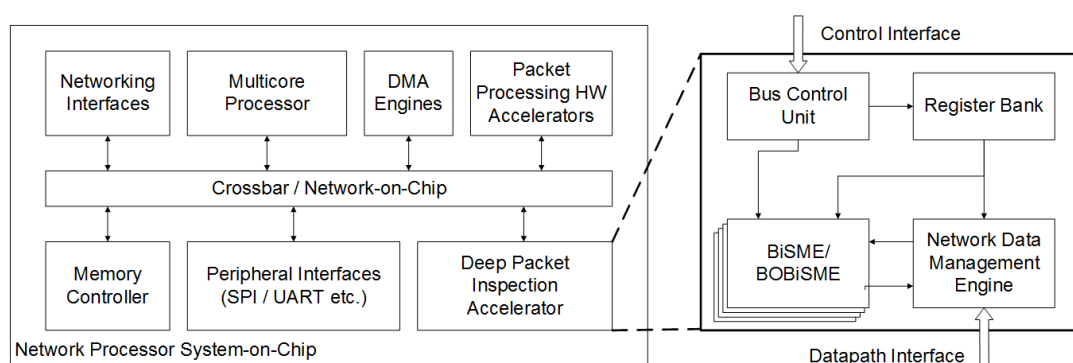 Control Interface
Networking
Interfaces
Multicore
Processor
DMA
Engines
Packet
Processing HW
Accelerators
Crossbar / Network-on-Chip
Memory
Controller
Peripheral Interfaces
(SPI / UART etc.)
Deep Packet
Inspection
Accelerator
Network Processor System-on-Chip
Bus Control
Unit
Register Bank
BiSME/
BOBiSME
Network Data
Management
Engine
Datapath Interface